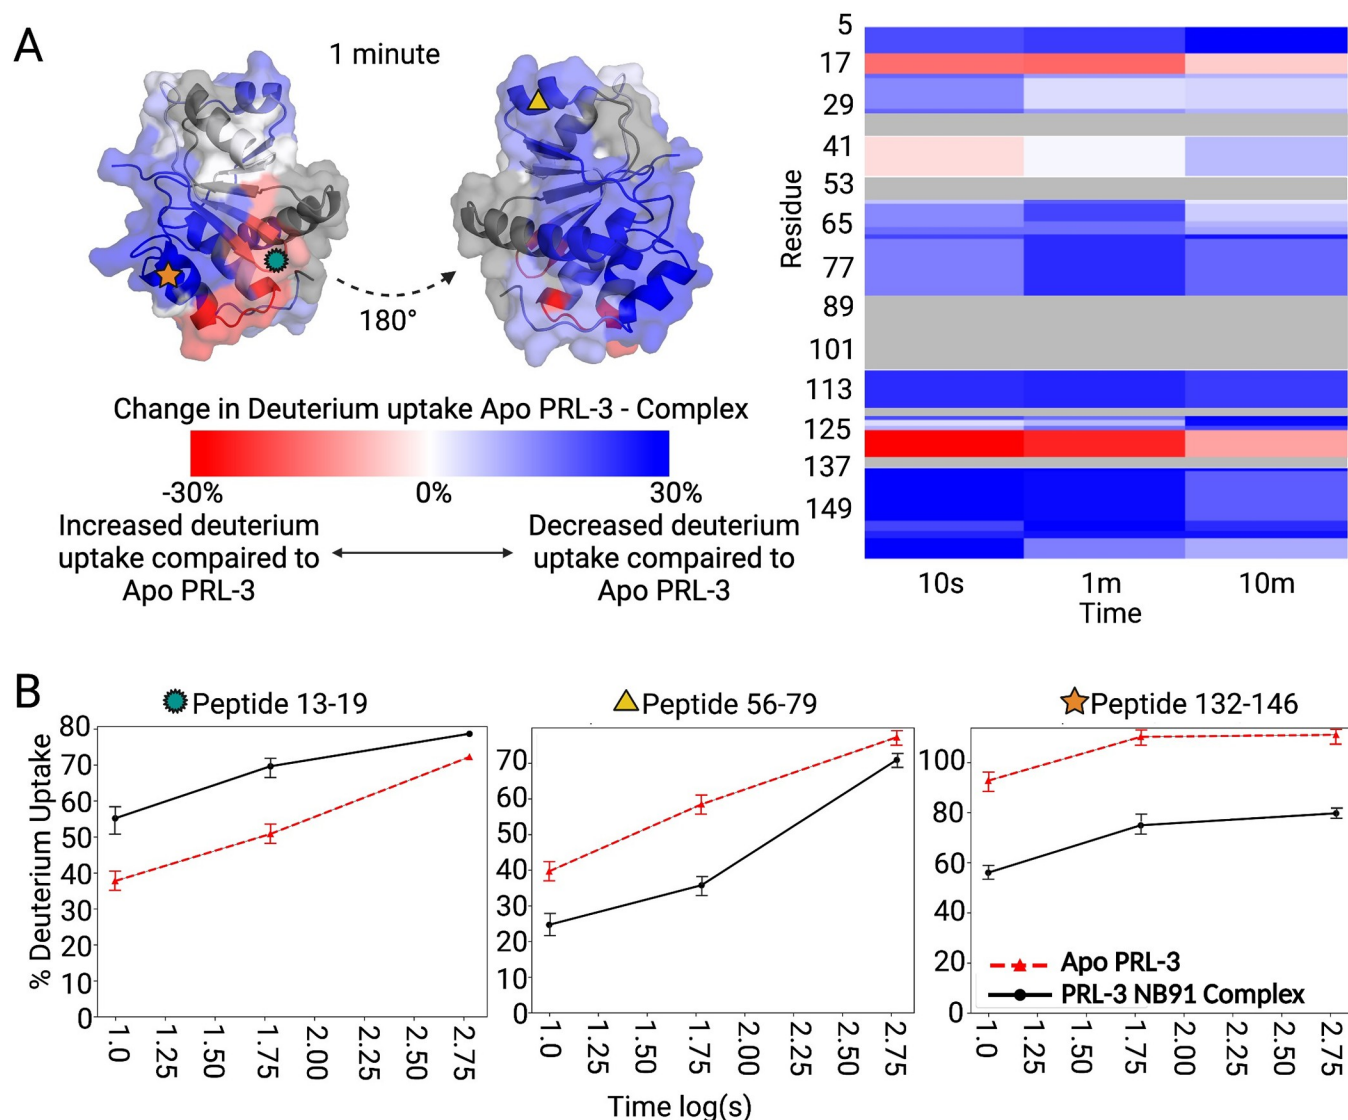 A
1 minute
180°
Change in Deuterium uptake Apo PRL-3 - Complex
-30%
0%
30%
Increased deuterium
uptake compaired to
Apo PRL-3
Decreased deuterium
uptake compaired to
Apo PRL-3
Residue
5
17
29
41
53
65
77
89
101
113
125
137
149
10s
1m
10m
Time
B
Peptide 13-19
Peptide 56-79
Peptide 132-146
% Deuterium Uptake
80
70
60
50
40
30
20
10
0
1.0
1.25
1.75
2.00
2.25
2.50
2.75
70
60
50
40
30
20
10
0
1.0
1.25
1.75
2.00
2.25
2.50
2.75
100
80
60
40
20
0
1.0
1.25
1.75
2.00
2.25
2.50
2.75
Apo PRL-3
PRL-3 NB91 Complex
Time log(s)